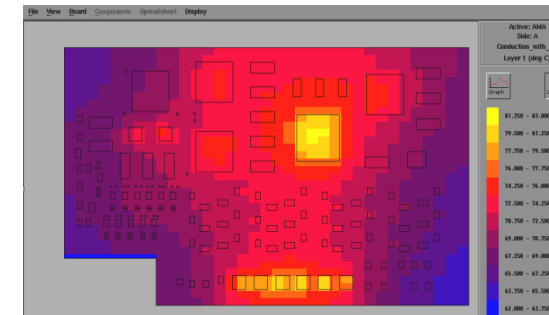 File View Board Components Spreadsheet Display
Active: AMA
Side: A
Conduction_with_
Layer 1 (deg C
Graph
81.250 - 83.000
79.500 - 81.250
77.750 - 79.500
76.000 - 77.750
74.250 - 76.000
72.500 - 74.250
70.750 - 72.500
69.000 - 70.750
67.250 - 69.000
65.500 - 67.250
63.750 - 65.500
62.000 - 63.750